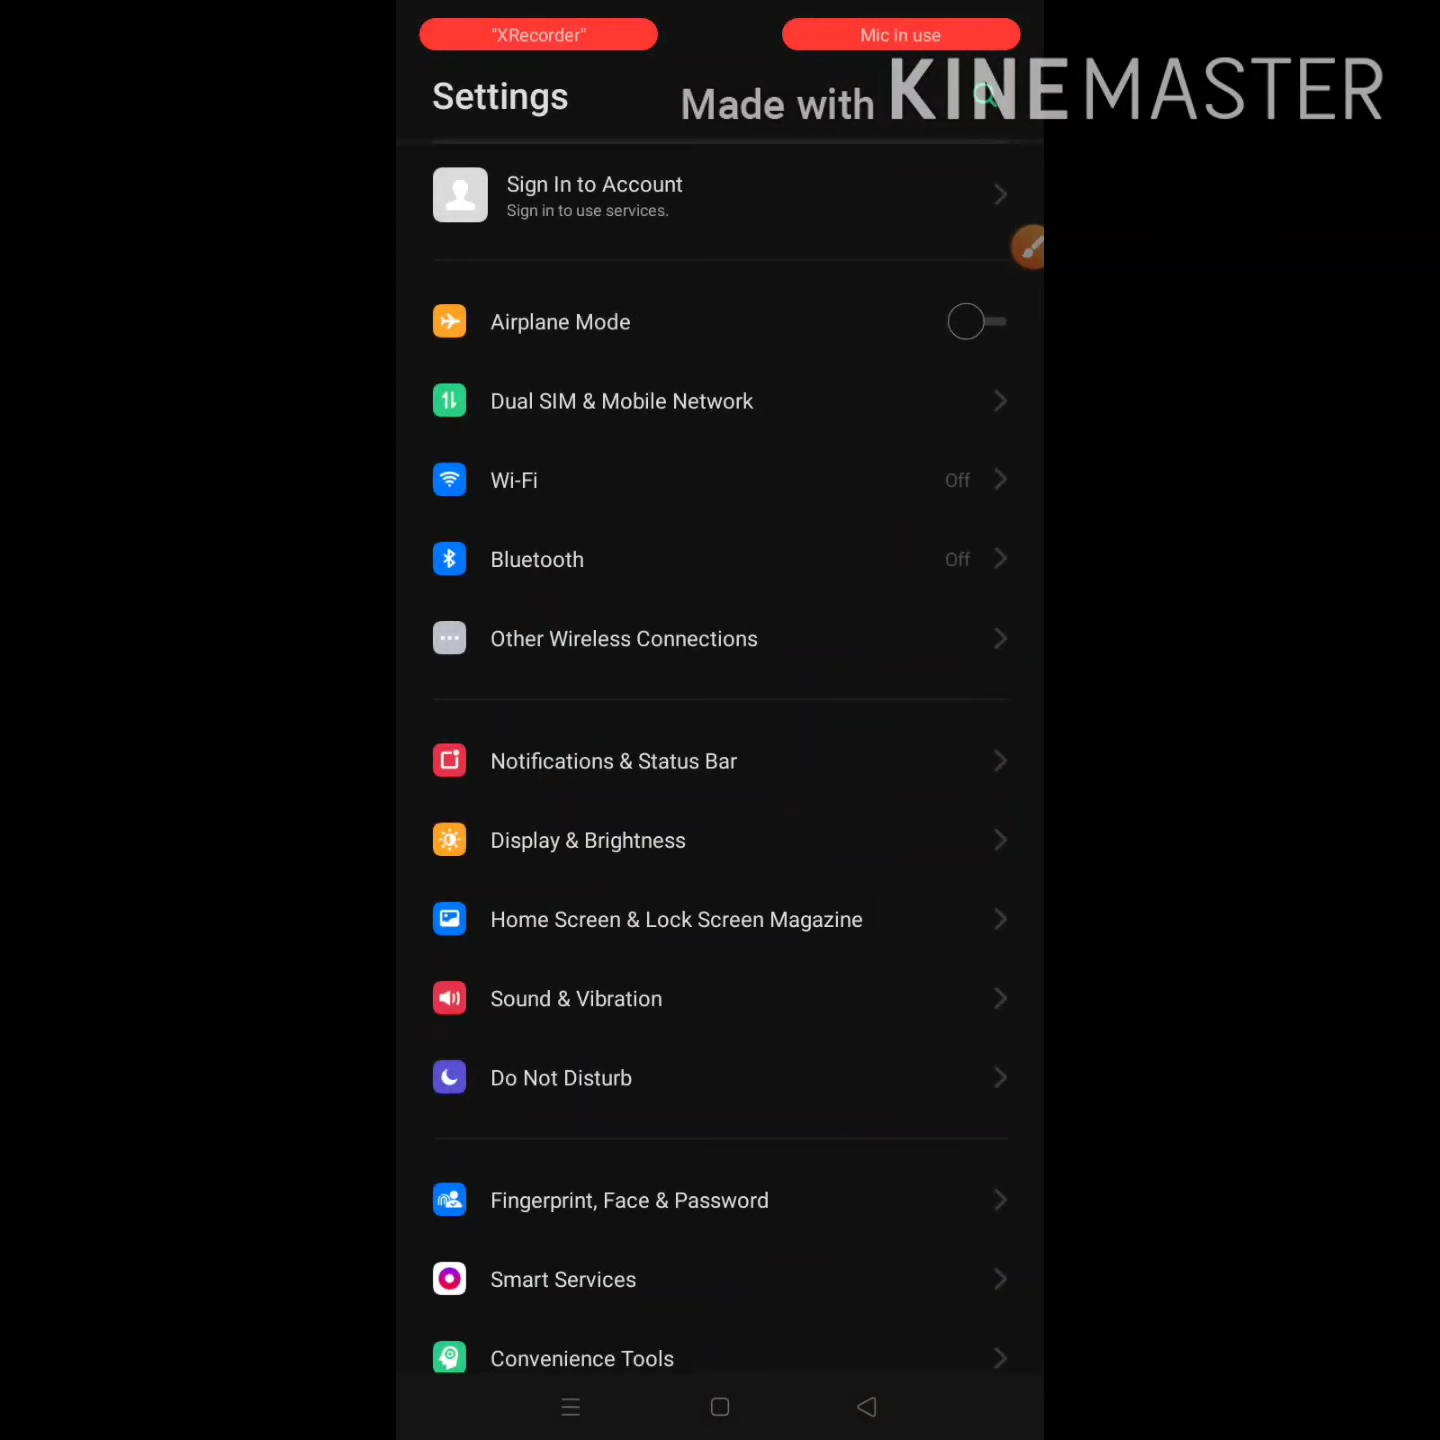 "XRecorder"
Mic in use
Settings
Made with KINEMASTER
Sign In to Account
Sign in to use services.
Airplane Mode
Dual SIM & Mobile Network
Wi-Fi Off
Bluetooth Off
Other Wireless Connections
Notifications & Status Bar
Display & Brightness
Home Screen & Lock Screen Magazine
Sound & Vibration
Do Not Disturb
Fingerprint, Face & Password
Smart Services
Convenience Tools